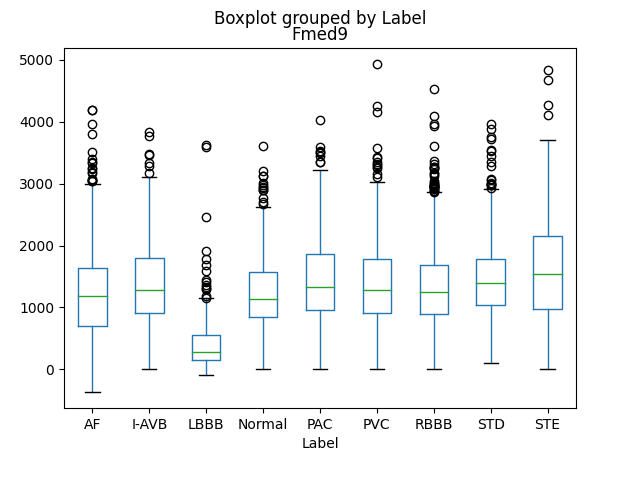 Boxplot grouped by Label
Fmed9
5000
4000
3000
2000
1000
0
AF I-AVB LBBB Normal PAC PVC RBBB STD STE
Label